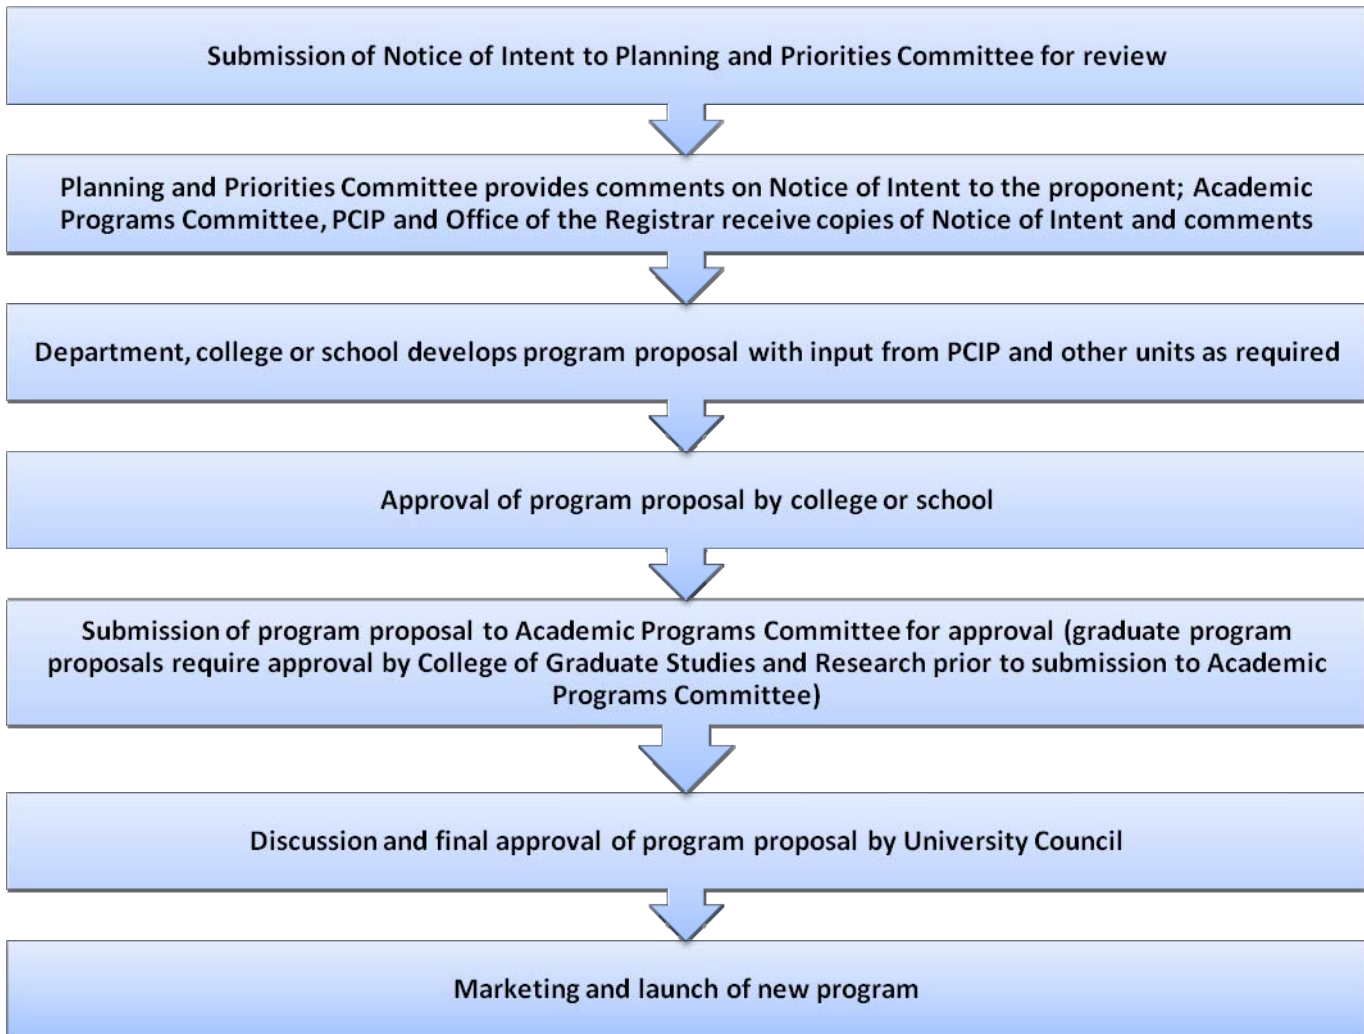 Submission of Notice of Intent to Planning and Priorities Committee for review
Planning and Priorities Committee provides comments on Notice of Intent to the proponent; Academic
Programs Committee, PCIP and Office of the Registrar receive copies of Notice of Intent and comments
Department, college or school develops program proposal with input from PCIP and other units as required
Approval of program proposal by college or school
Submission of program proposal to Academic Programs Committee for approval (graduate program
proposals require approval by College of Graduate Studies and Research prior to submission to Academic
Programs Committee)
Discussion and final approval of program proposal by University Council
Marketing and launch of new program